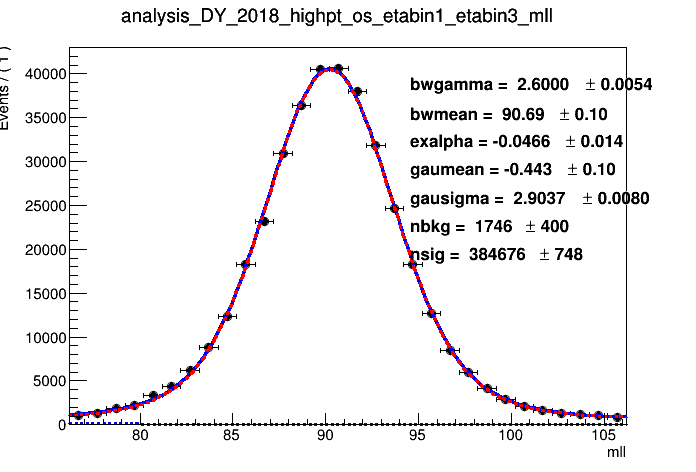 analysis_DY_2018_highpt_os_etabin1_etabin3_mll
Events / ( 1 )
40000
35000
30000
25000
20000
15000
10000
5000
0
bwgamma = 2.6000 ± 0.0054
bwmean = 90.69 ± 0.10
exalpha = -0.0466 ± 0.014
gaumean = -0.443 ± 0.10
gausigma = 2.9037 ± 0.0080
nbkg = 1746 ± 400
nsig = 384676 ± 748
80 85 90 95 100 105
mll